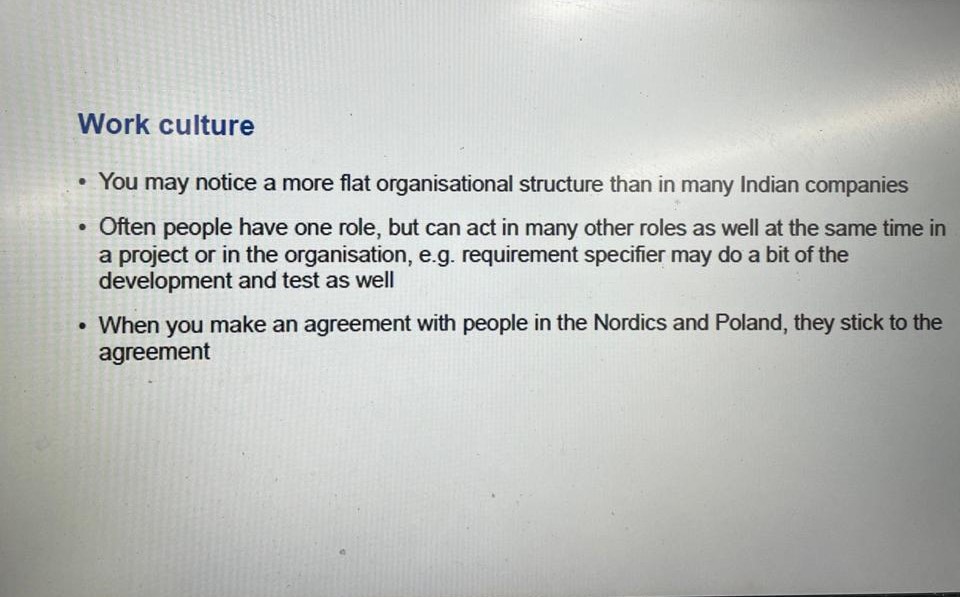 Work culture
• You may notice a more flat organisational structure than in many Indian companies
• Often people have one role, but can act in many other roles as well at the same time in
a project or in the organisation, e.g. requirement specifier may do a bit of the
development and test as well
• When you make an agreement with people in the Nordics and Poland, they stick to the
agreement